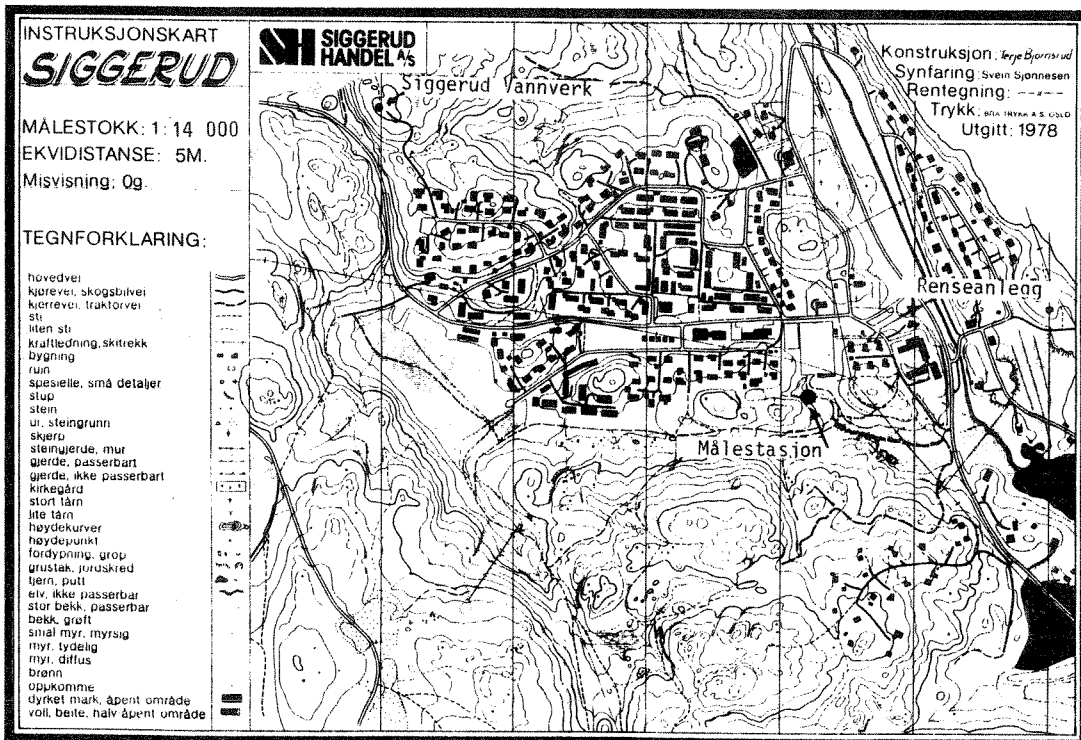 INSTRUKSJONSKART
SIGGERUD
MÅLESTOKK: 1:14 000
EKVIDISTANSE: 5M.
Misvisning: 0g.
TEGNFORKLARING:
hovedvei
kjørevei, skogsbilvei
kjerrevei, traktorvei
sti
liten sti
kraftledning, skitrekk
bygning
ruin
spesielle, små detaljer
stup
stein
ur, steingrunn
skjerp
steingjerde, mur
gjerde, passerbart
gjerde, ikke passerbart
kirkegård
stort tårn
lite tårn
høydekurver
høydepunkt
fordypning, grop
grustak, jordskred
tjern, putt
elv, ikke passerbar
stor bekk, passerbar
bekk, grøft
smal myr, myrsig
myr, tydelig
myr, diffus
brønn
oppkomme
dyrket mark, åpent område
voll, beite, halv åpent område
SH SIGGERUD
HANDEL A/S
Siggerud Vannverk
Konstruksjon: Terje Bjørnsrud
Synfaring: Svein Sjønnesen
Rentegning: --- " ---
Trykk: TRYKK A.S. OSLO
Utgitt: 1978
Renseanlegg
Målestasjon